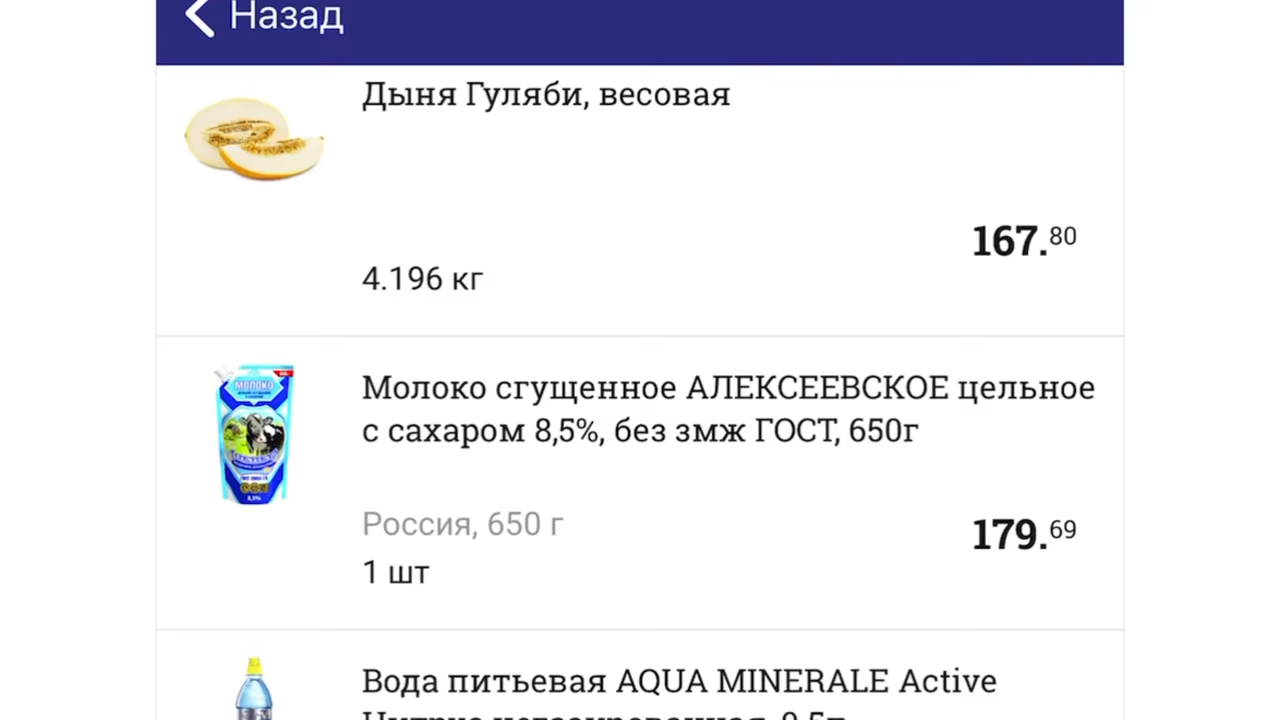 Назад
Дыня Гуляби, весовая
167.80
4.196 кг
МОЛОКО
Молоко сгущенное АЛЕКСЕЕВСКОЕ цельное
с сахаром 8,5%, без змж ГОСТ, 650г
Россия, 650 г
179.69
1 шт
Вода питьевая AQUA MINERALE Active